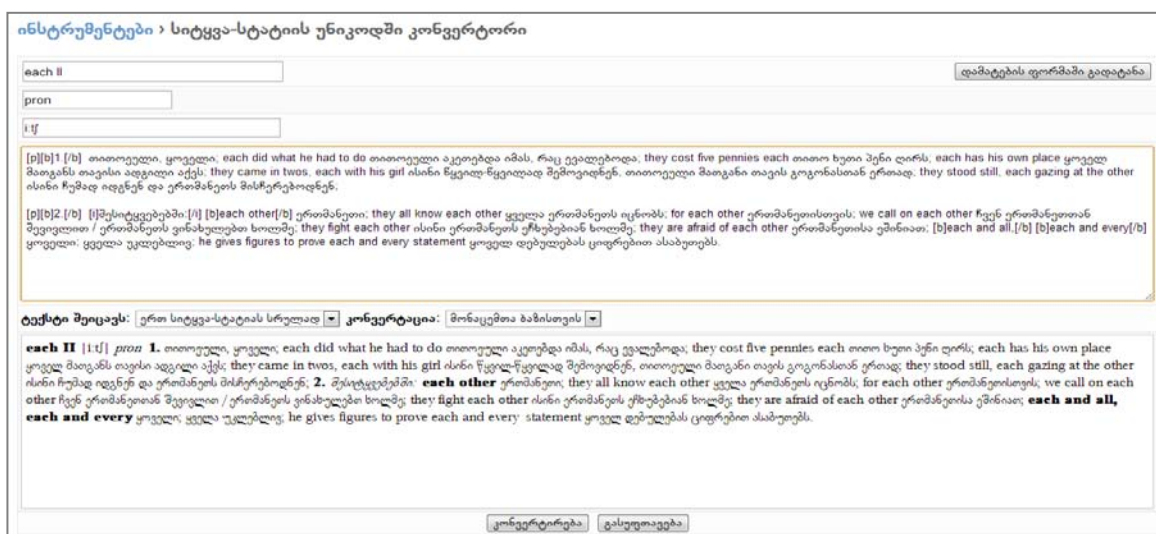 ინსტრუმენტები › სიტყვა-სტატიის უნიკოდში კონვერტორი
each II
დამატების ფორმაში გადატანა
pron
i:tʃ
[p][b]1.[/b] თითოეული, ყოველი; each did what he had to do თითოეული აკეთებდა იმას, რაც ევალებოდა; they cost five pennies each თითო ხუთი პენი ღირს; each has his own place ყოველ
მათგანს თავისი ადგილი აქვს; they came in twos, each with his girl ისინი წყვილ-წყვილად შემოვიდნენ, თითოეული მათგანი თავის გოგონასთან ერთად; they stood still, each gazing at the other
ისინი ჩუმად იდგნენ და ერთმანეთს მისჩერებოდნენ;
[p][b]2.[/b] [i]შესიტყვებებში:[/i] [b]each other[/b] ერთმანეთი; they all know each other ყველა ერთმანეთს იცნობს; for each other ერთმანეთისთვის; we call on each other ჩვენ ერთმანეთთან
შევივლით / ერთმანეთს ვინახულებთ ხოლმე; they fight each other ისინი ერთმანეთს ეჩხუბებიან ხოლმე; they are afraid of each other ერთმანეთისა ეშინიათ; [b]each and all,[/b] [b]each and every[/b]
ყოველი; ყველა უკლებლივ; he gives figures to prove each and every statement ყოველ დებულებას ციფრებით ასაბუთებს.
ტექსტი შეიცავს: ერთ სიტყვა-სტატიას სრულად კონვერტაცია: მონაცემთა ბაზისთვის
each II [i:tʃ] pron 1. თითოეული, ყოველი; each did what he had to do თითოეული აკეთებდა იმას, რაც ევალებოდა; they cost five pennies each თითო ხუთი პენი ღირს; each has his own place
ყოველ მათგანს თავისი ადგილი აქვს; they came in twos, each with his girl ისინი წყვილ-წყვილად შემოვიდნენ, თითოეული მათგანი თავის გოგონასთან ერთად; they stood still, each gazing at the other
ისინი ჩუმად იდგნენ და ერთმანეთს მისჩერებოდნენ; 2. შესიტყვებებში: each other ერთმანეთი; they all know each other ყველა ერთმანეთს იცნობს; for each other ერთმანეთისთვის; we call on each
other ჩვენ ერთმანეთთან შევივლით / ერთმანეთს ვინახულებთ ხოლმე; they fight each other ისინი ერთმანეთს ეჩხუბებიან ხოლმე; they are afraid of each other ერთმანეთისა ეშინიათ; each and all,
each and every ყოველი; ყველა უკლებლივ; he gives figures to prove each and every statement ყოველ დებულებას ციფრებით ასაბუთებს.
კონვერტირება გასუფთავება